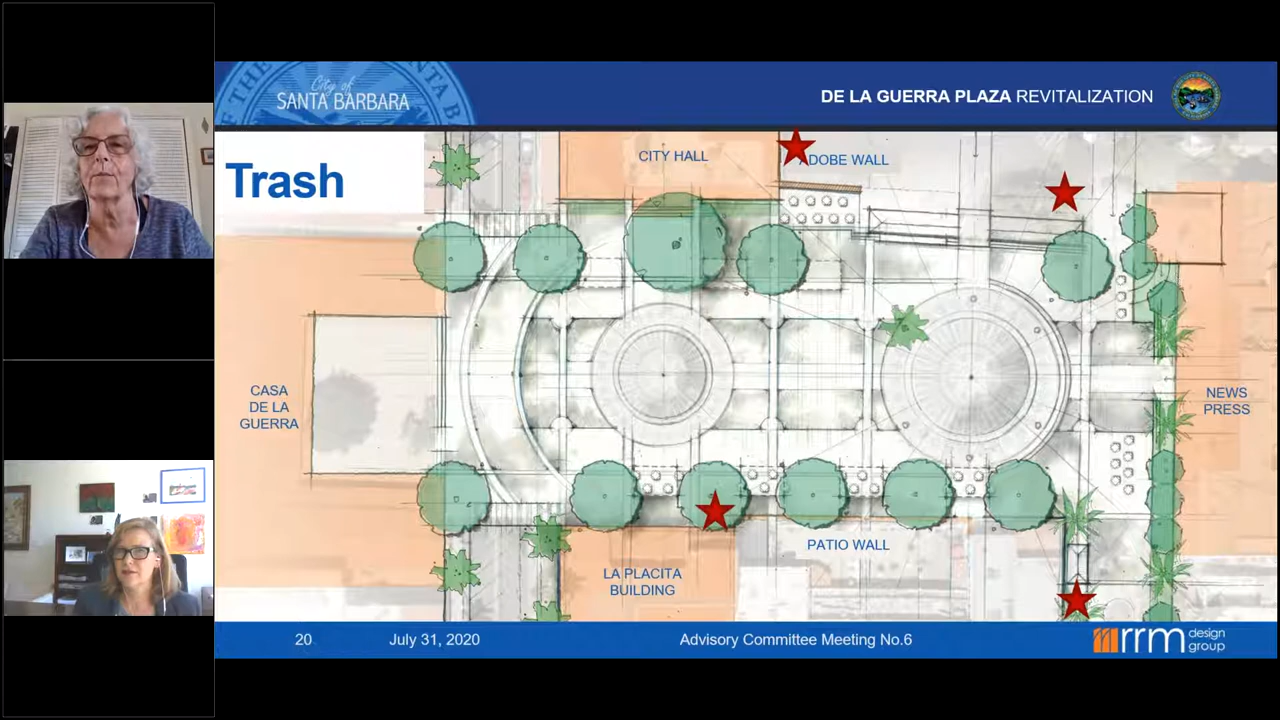 City of
SANTA BARBARA
DE LA GUERRA PLAZA REVITALIZATION
Trash
CITY HALL
DOBE WALL
CASA
DE LA
GUERRA
NEWS
PRESS
PATIO WALL
LA PLACITA
BUILDING
20
July 31, 2020
Advisory Committee Meeting No.6
rrm design
group